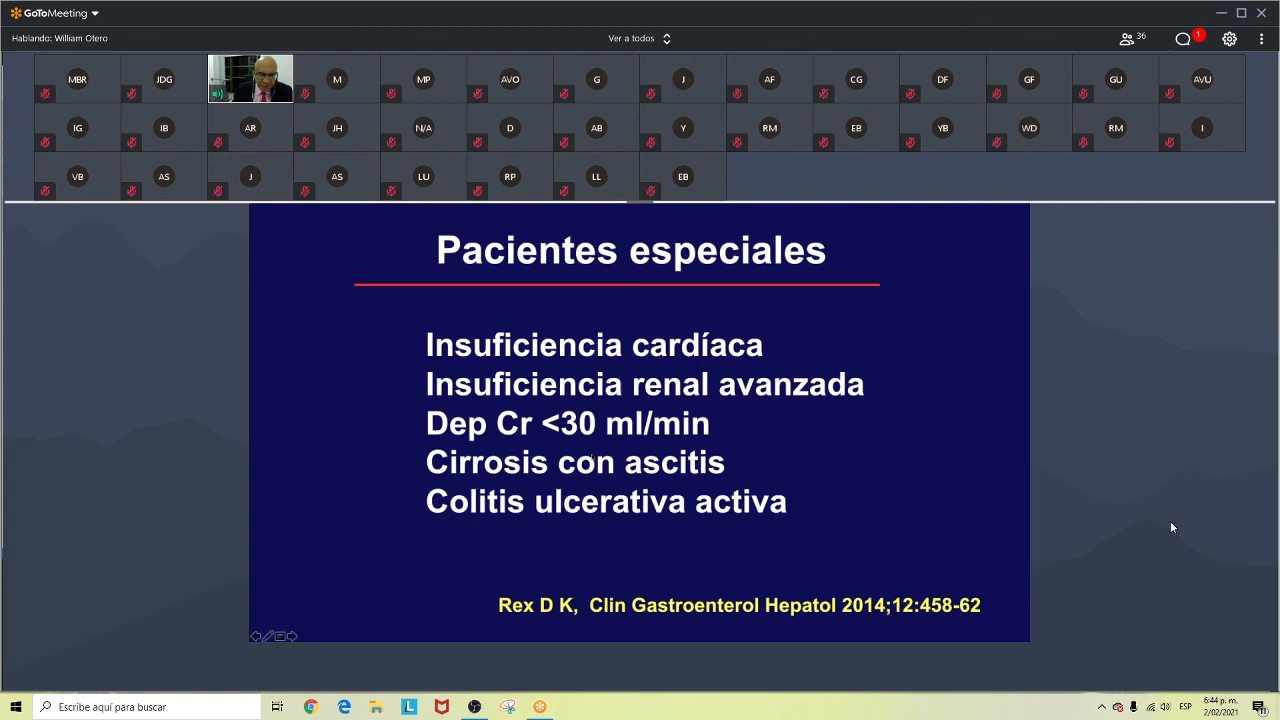 GoToMeeting
Hablando: William Otero
Ver a todos
36
1
MBR
JDG
M
MP
AVO
G
J
AF
CG
DF
GF
GU
AVU
IG
IB
AR
JH
N/A
D
AB
Y
RM
EB
YB
WD
RM
I
VB
AS
J
AS
LU
RP
LL
EB
Pacientes especiales
Insuficiencia cardíaca
Insuficiencia renal avanzada
Dep Cr <30 ml/min
Cirrosis con ascitis
Colitis ulcerativa activa
Rex D K, Clin Gastroenterol Hepatol 2014;12:458-62
Escribe aquí para buscar
L
ESP
6:44 p. m.
2/02/2021